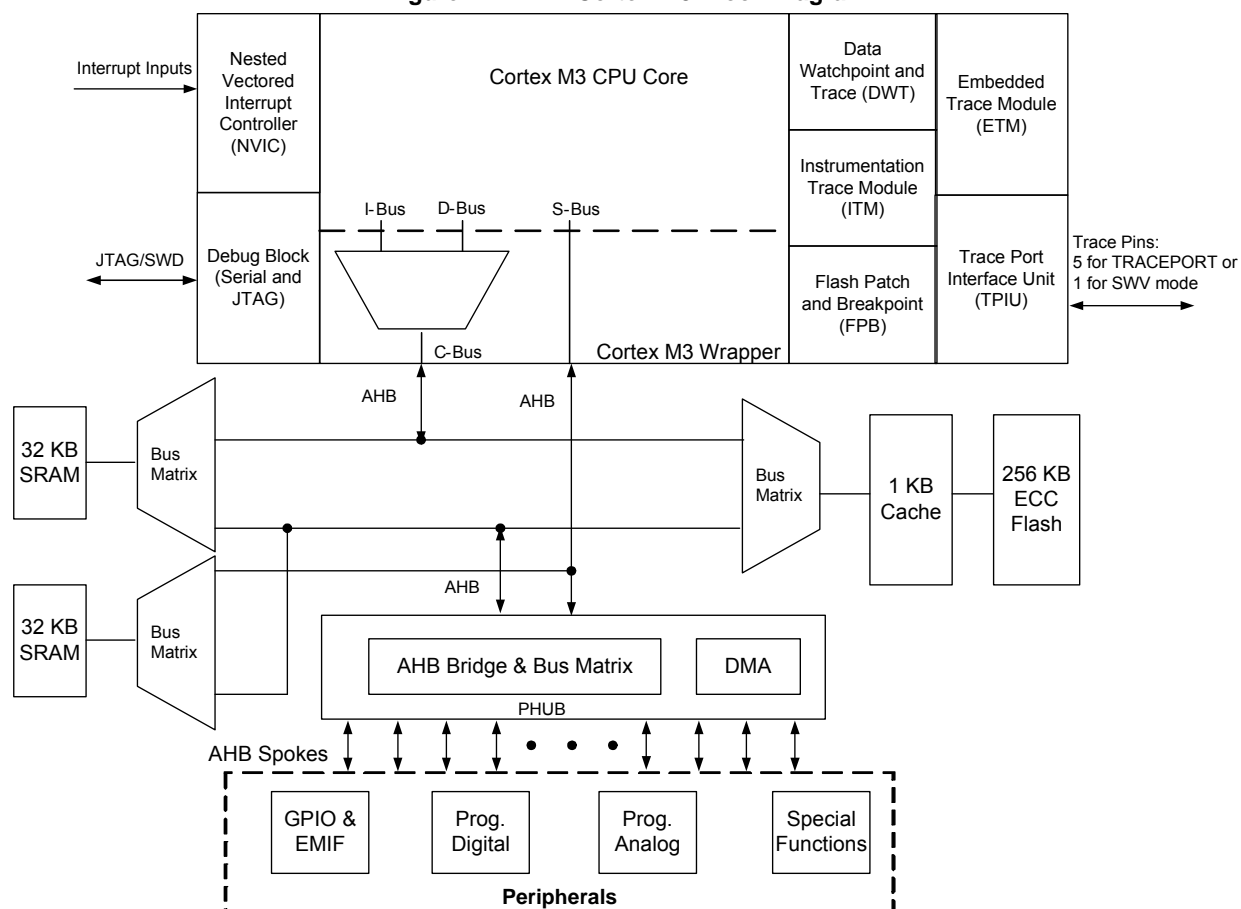 Interrupt Inputs
Nested
Vectored
Interrupt
Controller
(NVIC)
Cortex M3 CPU Core
Data
Watchpoint and
Trace (DWT)
Embedded
Trace Module
(ETM)
Instrumentation
Trace Module
(ITM)
I-Bus
D-Bus
S-Bus
JTAG/SWD
Debug Block
(Serial and
JTAG)
Flash Patch
and Breakpoint
(FPB)
Trace Port
Interface Unit
(TPIU)
Trace Pins:
5 for TRACEPORT or
1 for SWV mode
C-Bus
Cortex M3 Wrapper
AHB
AHB
32 KB
SRAM
Bus
Matrix
Bus
Matrix
1 KB
Cache
256 KB
ECC
Flash
AHB
32 KB
SRAM
Bus
Matrix
AHB Bridge & Bus Matrix
DMA
PHUB
AHB Spokes
GPIO &
EMIF
Prog.
Digital
Prog.
Analog
Special
Functions
Peripherals